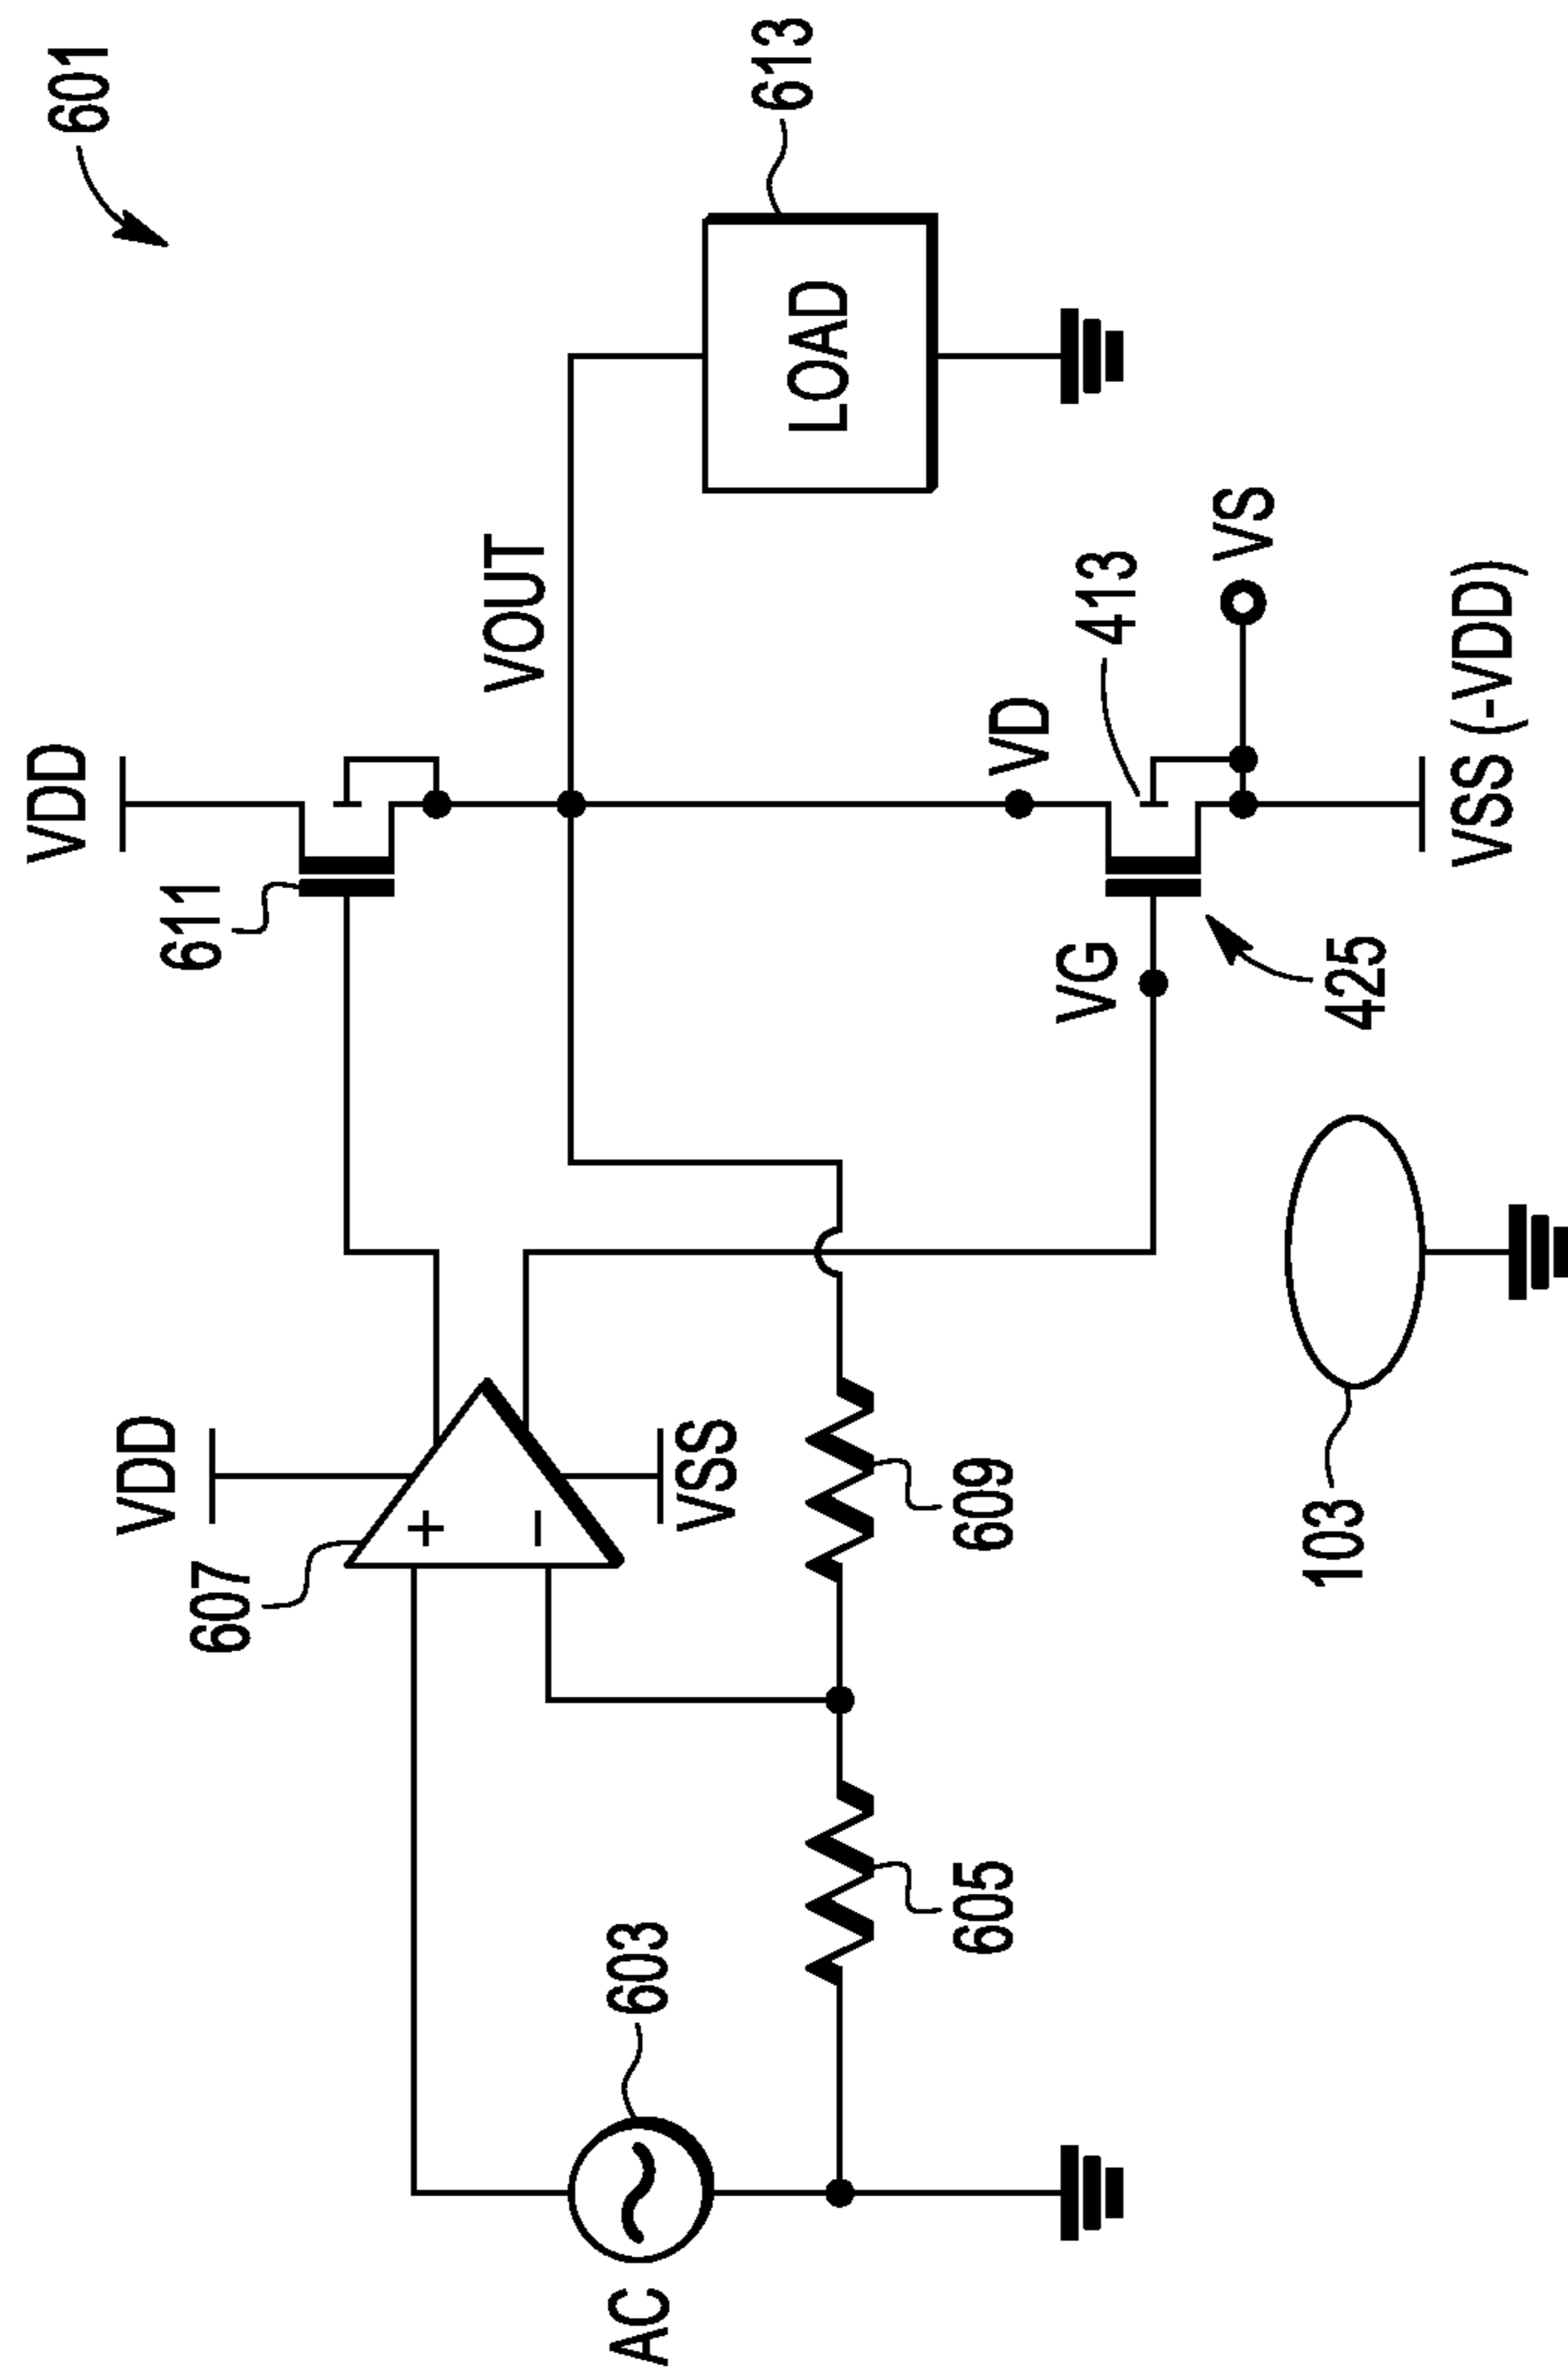 601
VDD
611
VOUT
613
LOAD
VDD
607
+
-
VSS
AC
603
605
609
VD
413
VG
VS
425
VSS (-VDD)
103